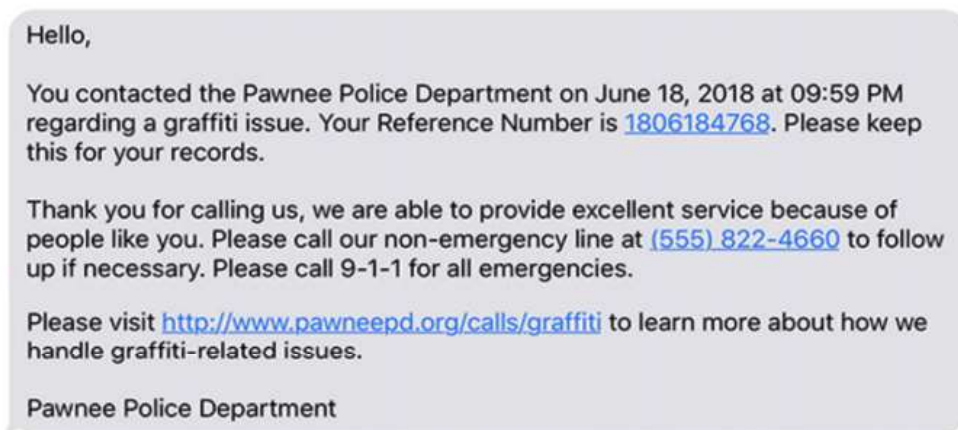 Hello,
You contacted the Pawnee Police Department on June 18, 2018 at 09:59 PM
regarding a graffiti issue. Your Reference Number is 1806184768. Please keep
this for your records.
Thank you for calling us, we are able to provide excellent service because of
people like you. Please call our non-emergency line at (555) 822-4660 to follow
up if necessary. Please call 9-1-1 for all emergencies.
Please visit http://www.pawneepd.org/calls/graffiti to learn more about how we
handle graffiti-related issues.
Pawnee Police Department